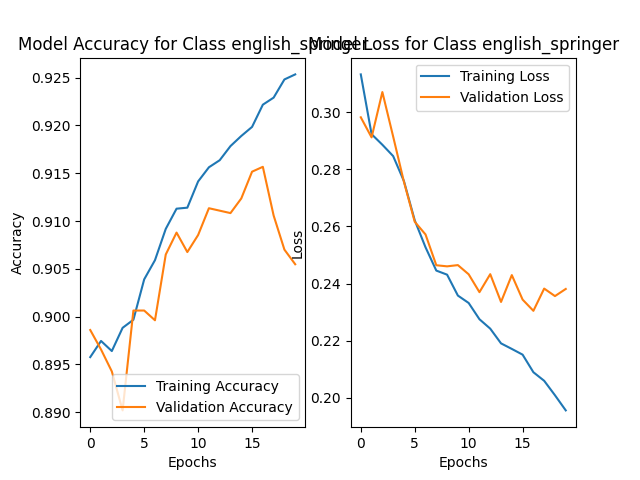 Model Accuracy for Class english_springer
Model Loss for Class english_springer
0.925
0.920
0.915
0.910
0.905
0.900
0.895
0.890
Accuracy
Training Accuracy
Validation Accuracy
0 5 10 15
Epochs
0.30
0.28
0.26
0.24
0.22
0.20
Loss
Training Loss
Validation Loss
0 5 10 15
Epochs